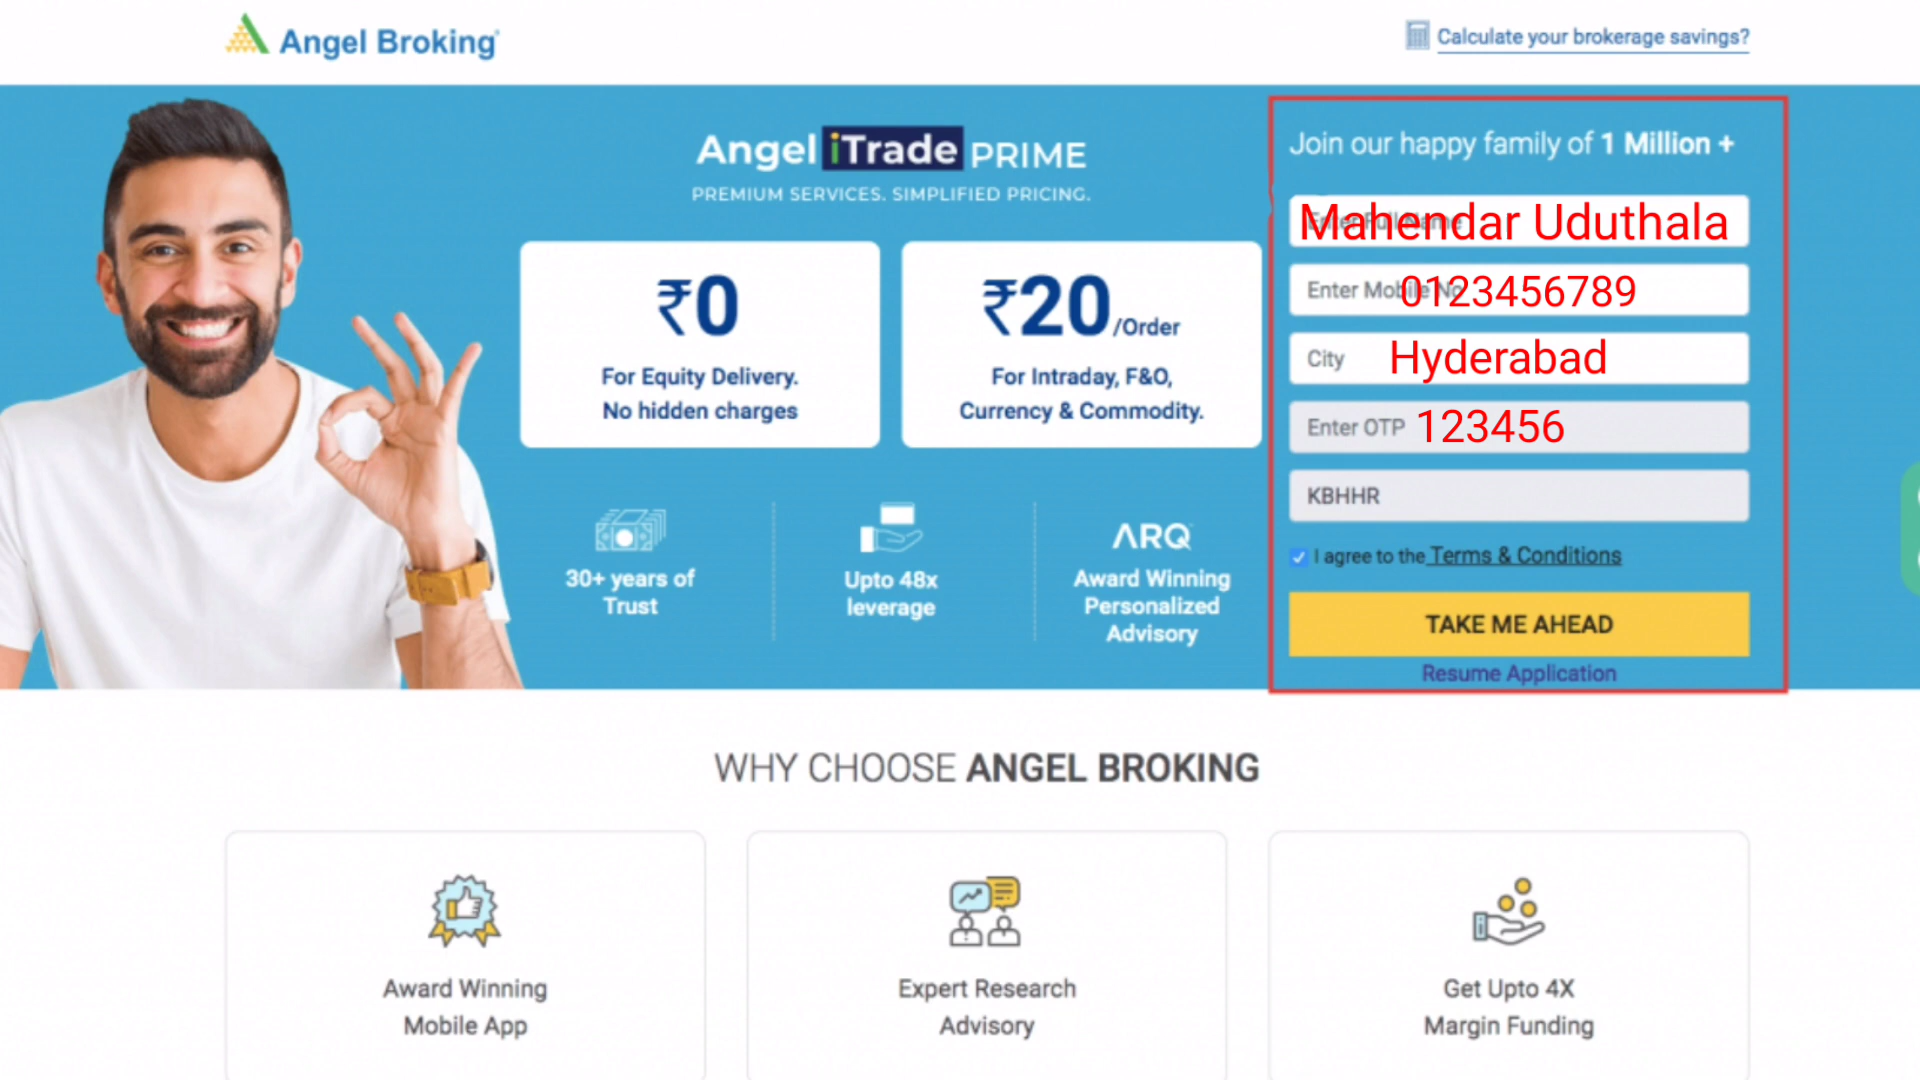 Angel Broking
Calculate your brokerage savings?
Angel iTrade PRIME
PREMIUM SERVICES. SIMPLIFIED PRICING.
₹0
For Equity Delivery.
No hidden charges
₹20/Order
For Intraday, F&O,
Currency & Commodity.
30+ years of
Trust
Upto 48x
leverage
ARQ
Award Winning
Personalized
Advisory
Join our happy family of 1 Million +
Enter Full Name Mahendar Uduthala
Enter Mobile No 0123456789
City Hyderabad
Enter OTP 123456
KBHHR
I agree to the Terms & Conditions
TAKE ME AHEAD
Resume Application
WHY CHOOSE ANGEL BROKING
Award Winning
Mobile App
Expert Research
Advisory
Get Upto 4X
Margin Funding